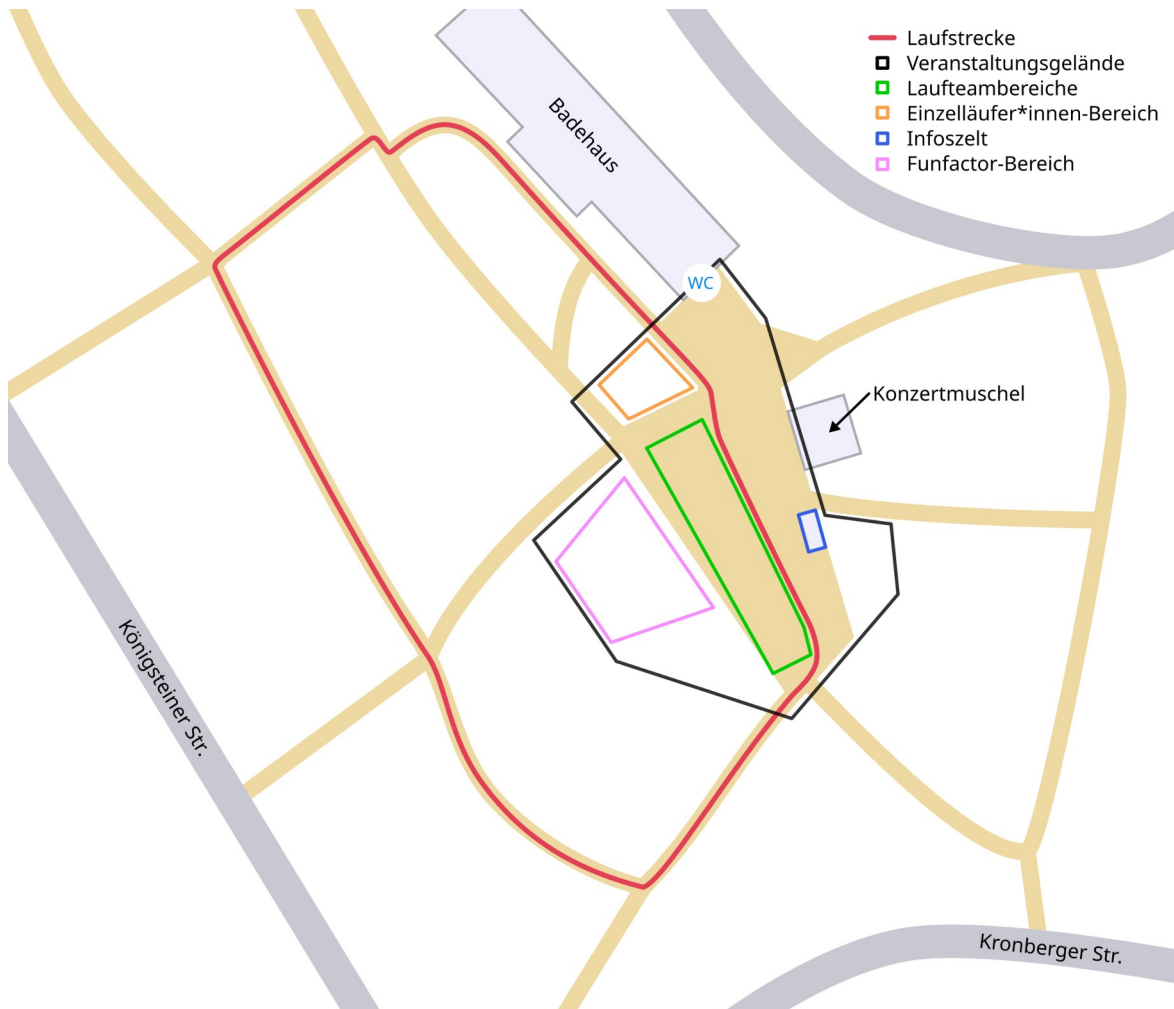 Laufstrecke
Veranstaltungsgelände
Laufteambereiche
Einzelläufer*innen-Bereich
Infoszelt
Funfactor-Bereich
Badehaus
WC
Konzertmuschel
Königsteiner Str.
Kronberger Str.